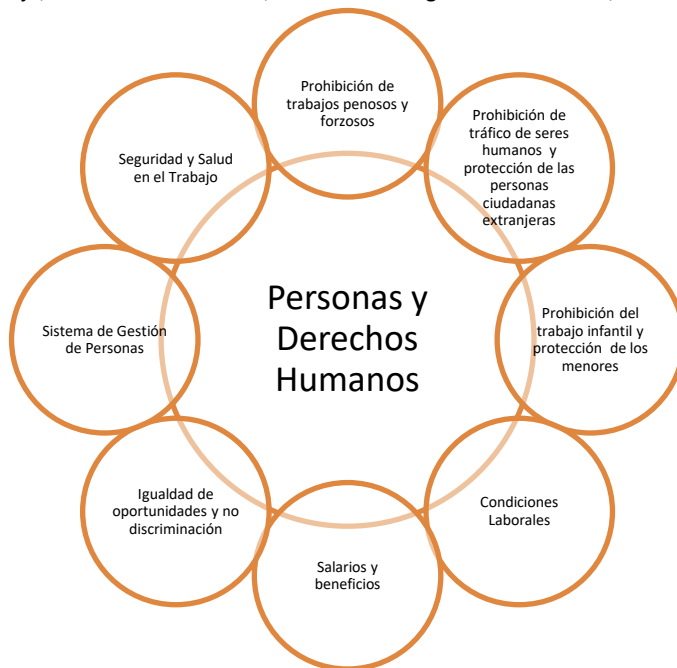 Prohibición de
trabajos penosos y
forzosos
Prohibición de
tráfico de seres
humanos y
protección de las
personas
ciudadanas
extranjeras
Seguridad y Salud
en el Trabajo
Personas y
Derechos
Humanos
Sistema de Gestión
de Personas
Prohibición del
trabajo infantil y
protección de los
menores
Igualdad de
oportunidades y no
discriminación
Condiciones
Laborales
Salarios y
beneficios